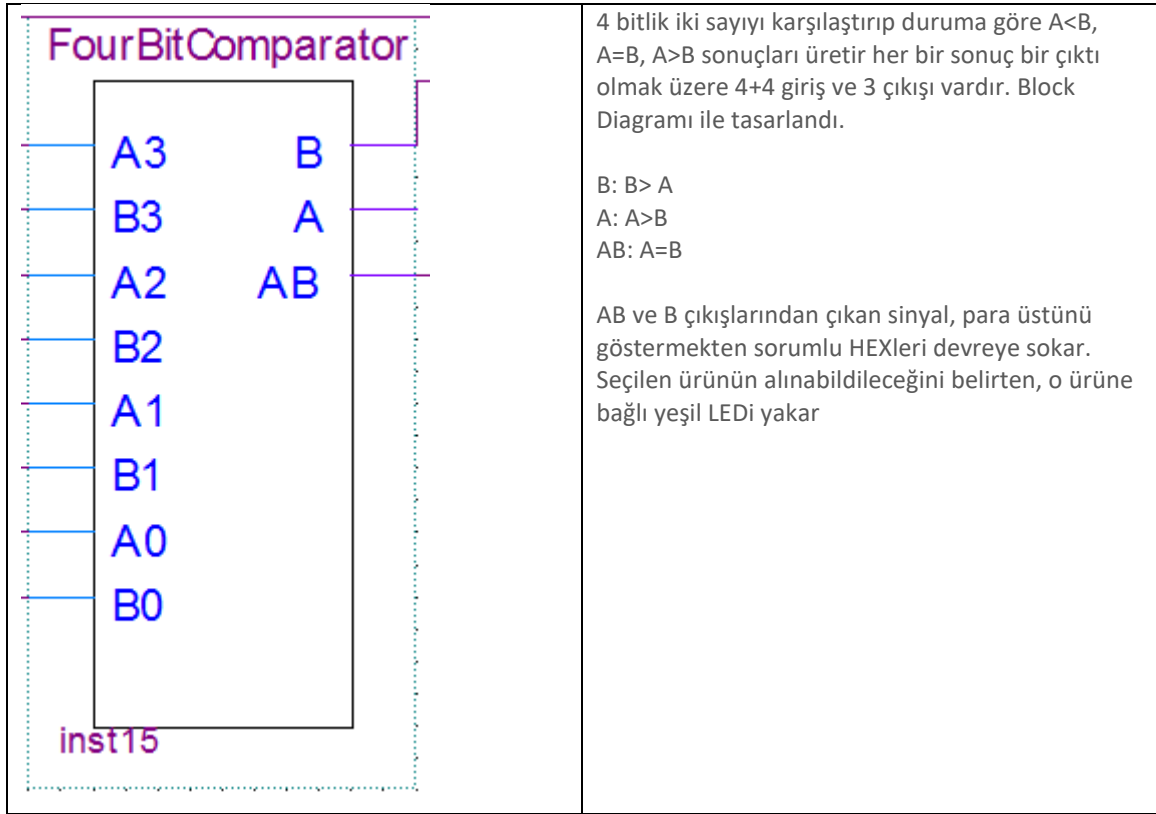 FourBitComparator
A3 B
B3 A
A2 AB
B2
A1
B1
A0
B0
inst15
4 bitlik iki sayıyı karşılaştırıp duruma göre A<B,
A=B, A>B sonuçları üretir her bir sonuç bir çıktı
olmak üzere 4+4 giriş ve 3 çıkışı vardır. Block
Diagramı ile tasarlandı.
B: B> A
A: A>B
AB: A=B
AB ve B çıkışlarından çıkan sinyal, para üstünü
göstermekten sorumlu HEXleri devreye sokar.
Seçilen ürünün alınabildileceğini belirten, o ürüne
bağlı yeşil LEDi yakar